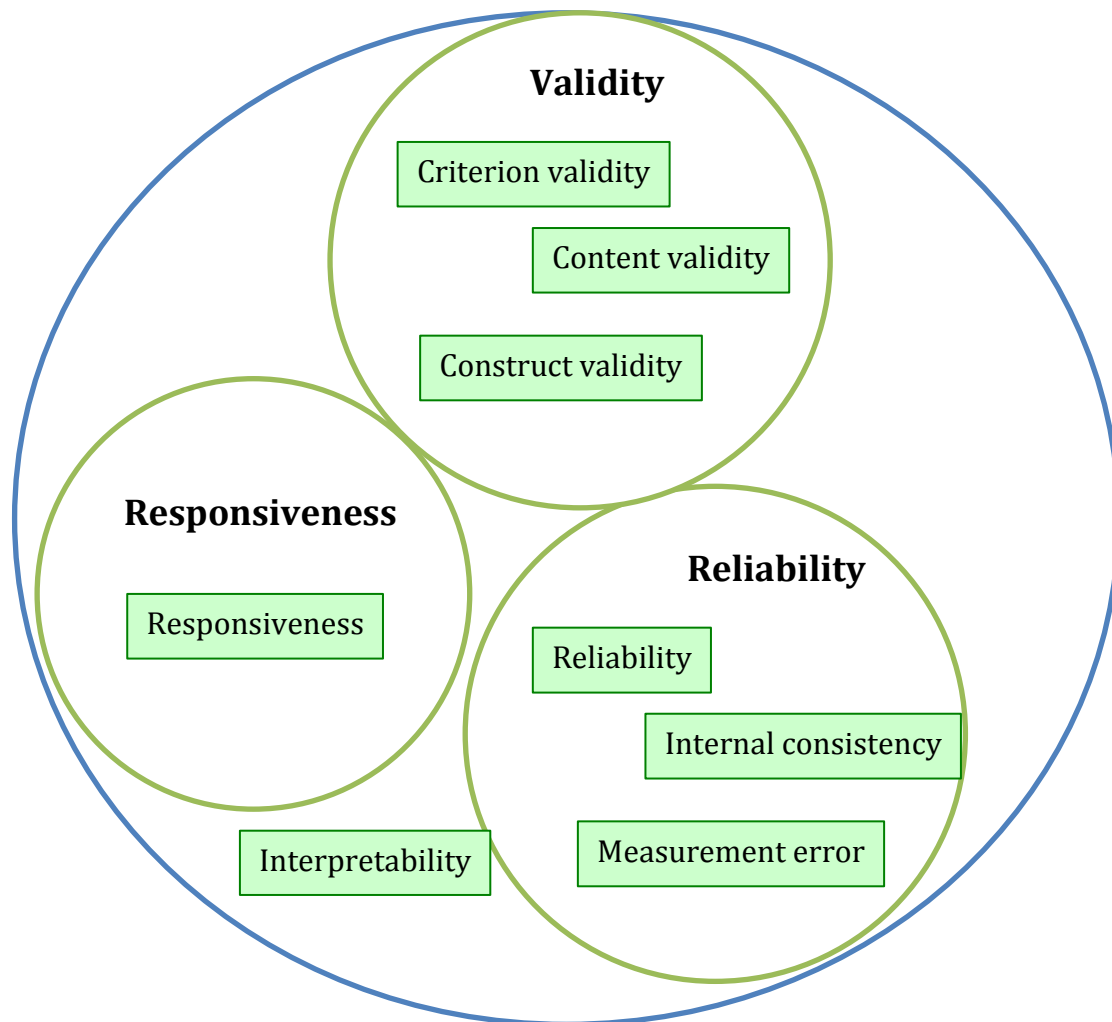 Validity
Criterion validity
Content validity
Construct validity
Responsiveness
Responsiveness
Reliability
Reliability
Internal consistency
Measurement error
Interpretability